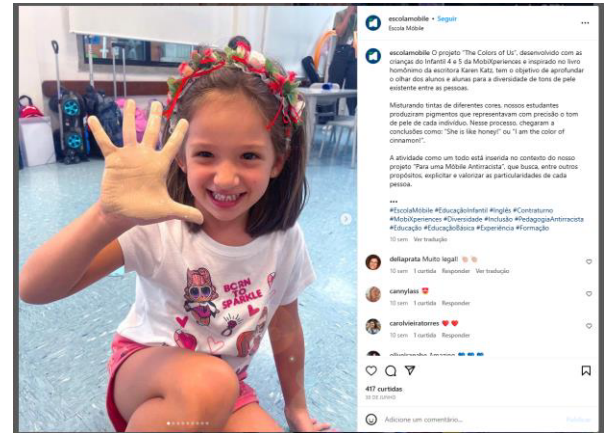 escolamobile • Seguir
Escola Móbile
escolamobile O projeto "The Colors of Us", desenvolvido com as
crianças do Infantil 4 e 5 da MobiXperiences e inspirado no livro
homônimo da escritora Karen Katz, tem o objetivo de aprofundar
o olhar dos alunos e alunas para a diversidade de tons de pele
existente entre as pessoas.
Misturando tintas de diferentes cores, nossos estudantes
produziram pigmentos que representavam com precisão o tom
de pele de cada indivíduo. Nesse processo, chegaram a
conclusões como: "She is like honey!" ou "I am the color of
cinnamon!".
A atividade como um todo está inserida no contexto do nosso
projeto "Para uma Móbile Antirracista", que busca, entre outros
propósitos, explicitar e valorizar as particularidades de cada
pessoa.
***
#EscolaMóbile #EducaçãoInfantil #Inglês #Contraturno
#MobiXperiences #Diversidade #Inclusão #PedagogiaAntirracista
#Educação #EducaçãoBásica #Experiência #Formação
10 sem Ver tradução
deliaprata Muito legal!
10 sem 1 curtida Responder Ver tradução
cannylass
10 sem 1 curtida Responder
carolvieiratorres
10 sem 1 curtida Responder
417 curtidas
30 DE JUNHO
Adicione um comentário...
Publicar
BORN
TO
SPARKLE